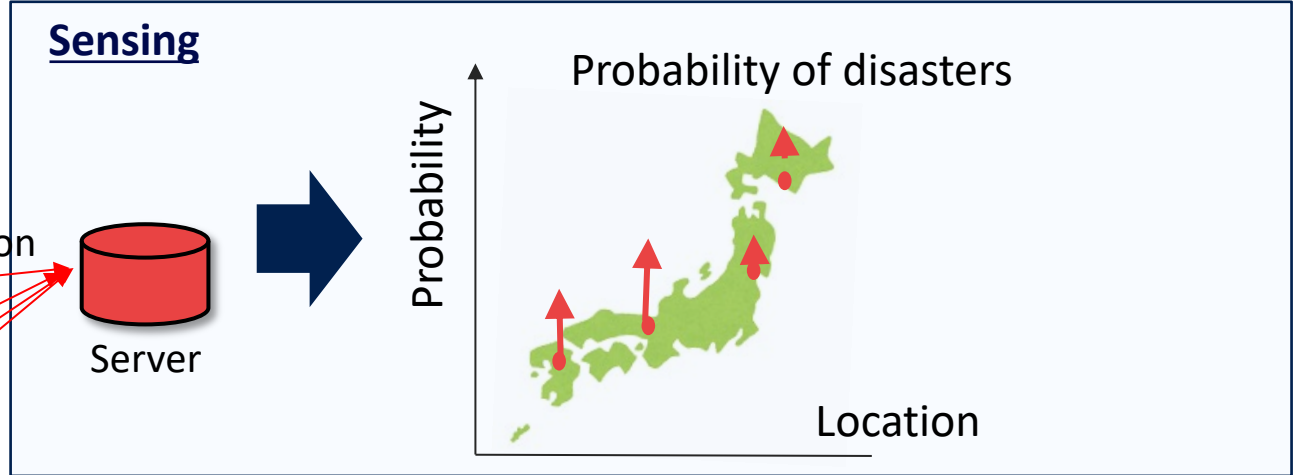 Sensing
Probability of disasters
Probability
on
Server
Location